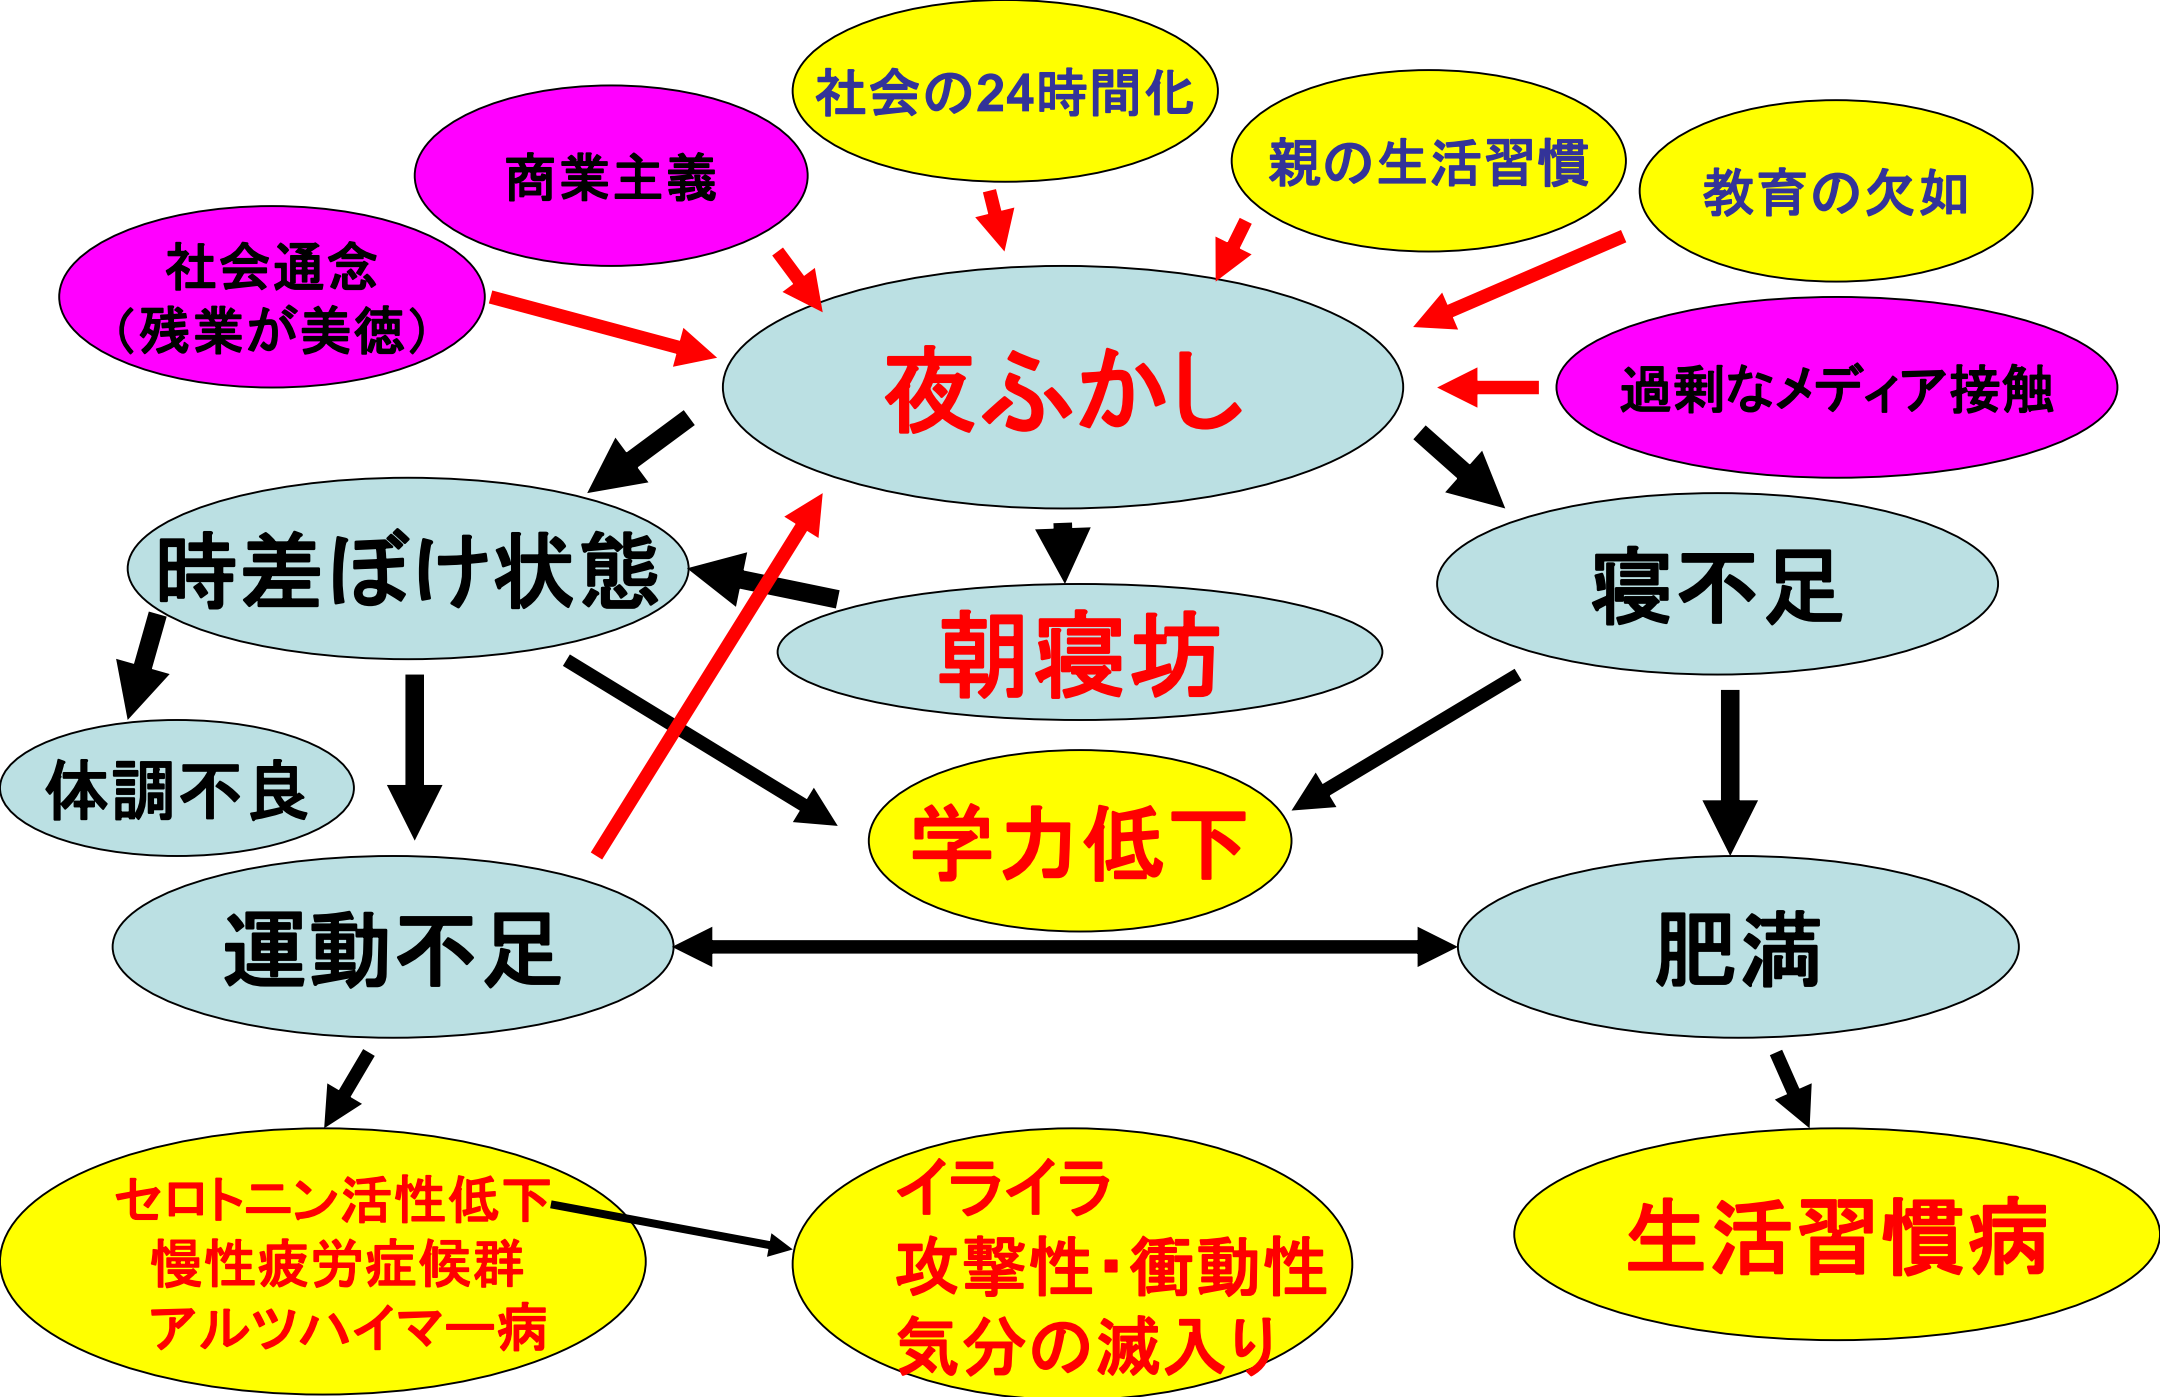 社会の24時間化
商業主義
親の生活習慣
教育の欠如
社会通念
（残業が美徳）
過剰なメディア接触
夜ふかし
時差ぼけ状態
寝不足
朝寝坊
体調不良
学力低下
運動不足
肥満
セロトニン活性低下
慢性疲労症候群
アルツハイマー病
イライラ
攻撃性・衝動性
気分の滅入り
生活習慣病